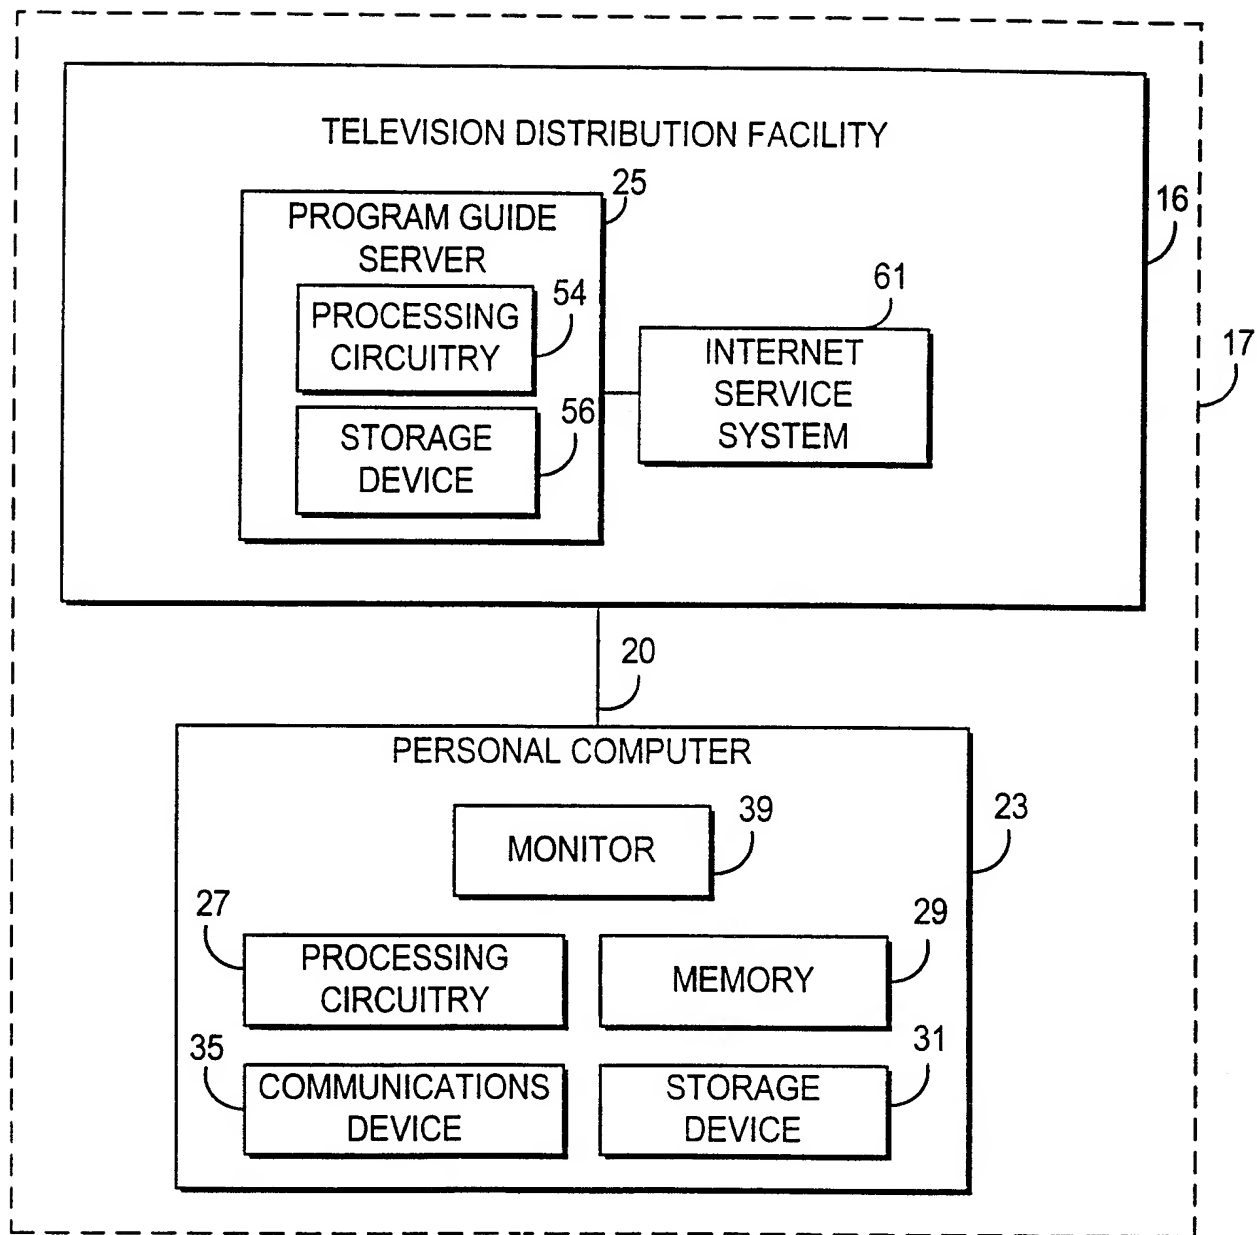 TELEVISION DISTRIBUTION FACILITY
25
16
PROGRAM GUIDE
SERVER
54
PROCESSING
CIRCUITRY
61
INTERNET
SERVICE
SYSTEM
17
56
STORAGE
DEVICE
20
PERSONAL COMPUTER
39
MONITOR
23
27
PROCESSING
CIRCUITRY
29
MEMORY
35
COMMUNICATIONS
DEVICE
31
STORAGE
DEVICE